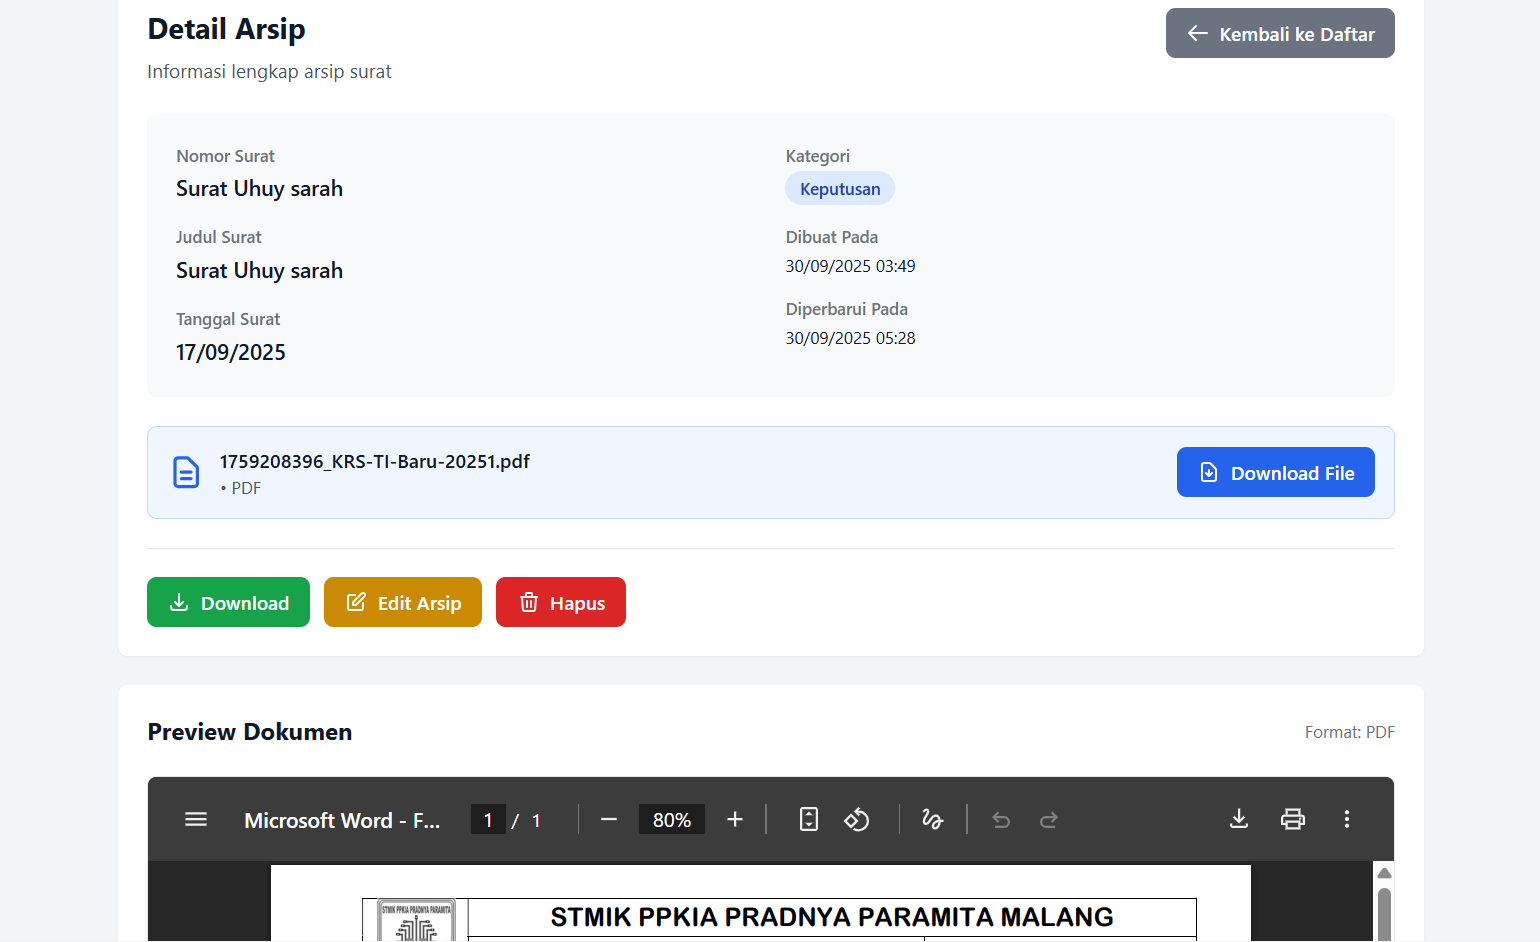 Detail Arsip
Kembali ke Daftar
Informasi lengkap arsip surat
Nomor Surat
Surat Uhuy sarah
Judul Surat
Surat Uhuy sarah
Tanggal Surat
17/09/2025
Kategori
Keputusan
Dibuat Pada
30/09/2025 03:49
Diperbarui Pada
30/09/2025 05:28
1759208396_KRS-TI-Baru-20251.pdf
• PDF
Download File
Download
Edit Arsip
Hapus
Preview Dokumen
Format: PDF
Microsoft Word - F...
1 / 1
80%
STMIK PPKIA PRADNYA PARAMITA
STMIK PPKIA PRADNYA PARAMITA MALANG